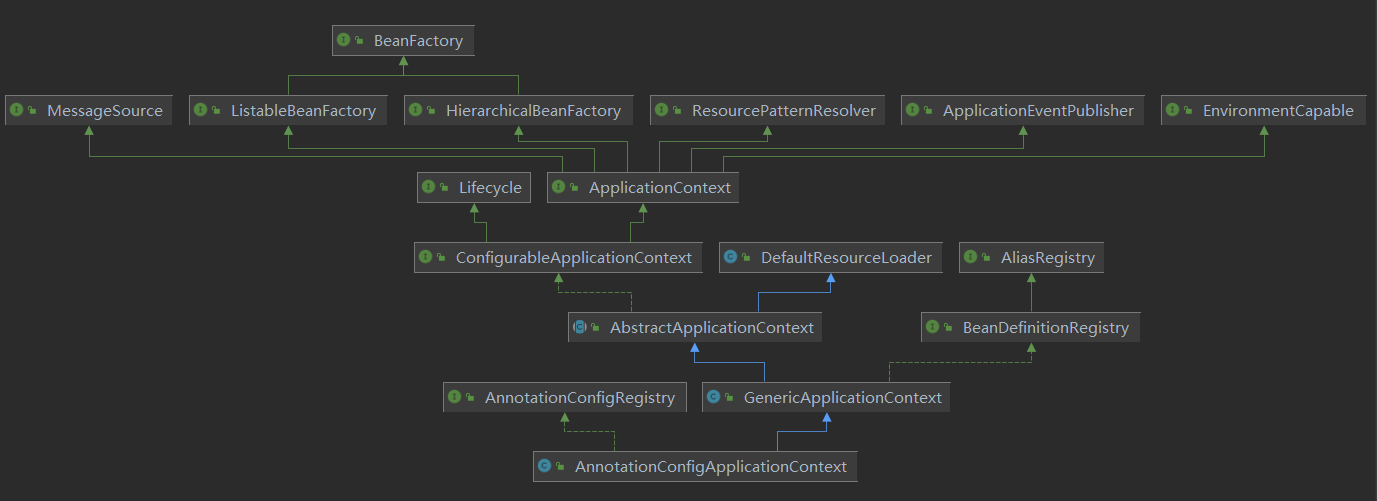 BeanFactory
MessageSource
ListableBeanFactory
HierarchicalBeanFactory
ResourcePatternResolver
ApplicationEventPublisher
EnvironmentCapable
Lifecycle
ApplicationContext
ConfigurableApplicationContext
DefaultResourceLoader
AliasRegistry
AbstractApplicationContext
BeanDefinitionRegistry
AnnotationConfigRegistry
GenericApplicationContext
AnnotationConfigApplicationContext